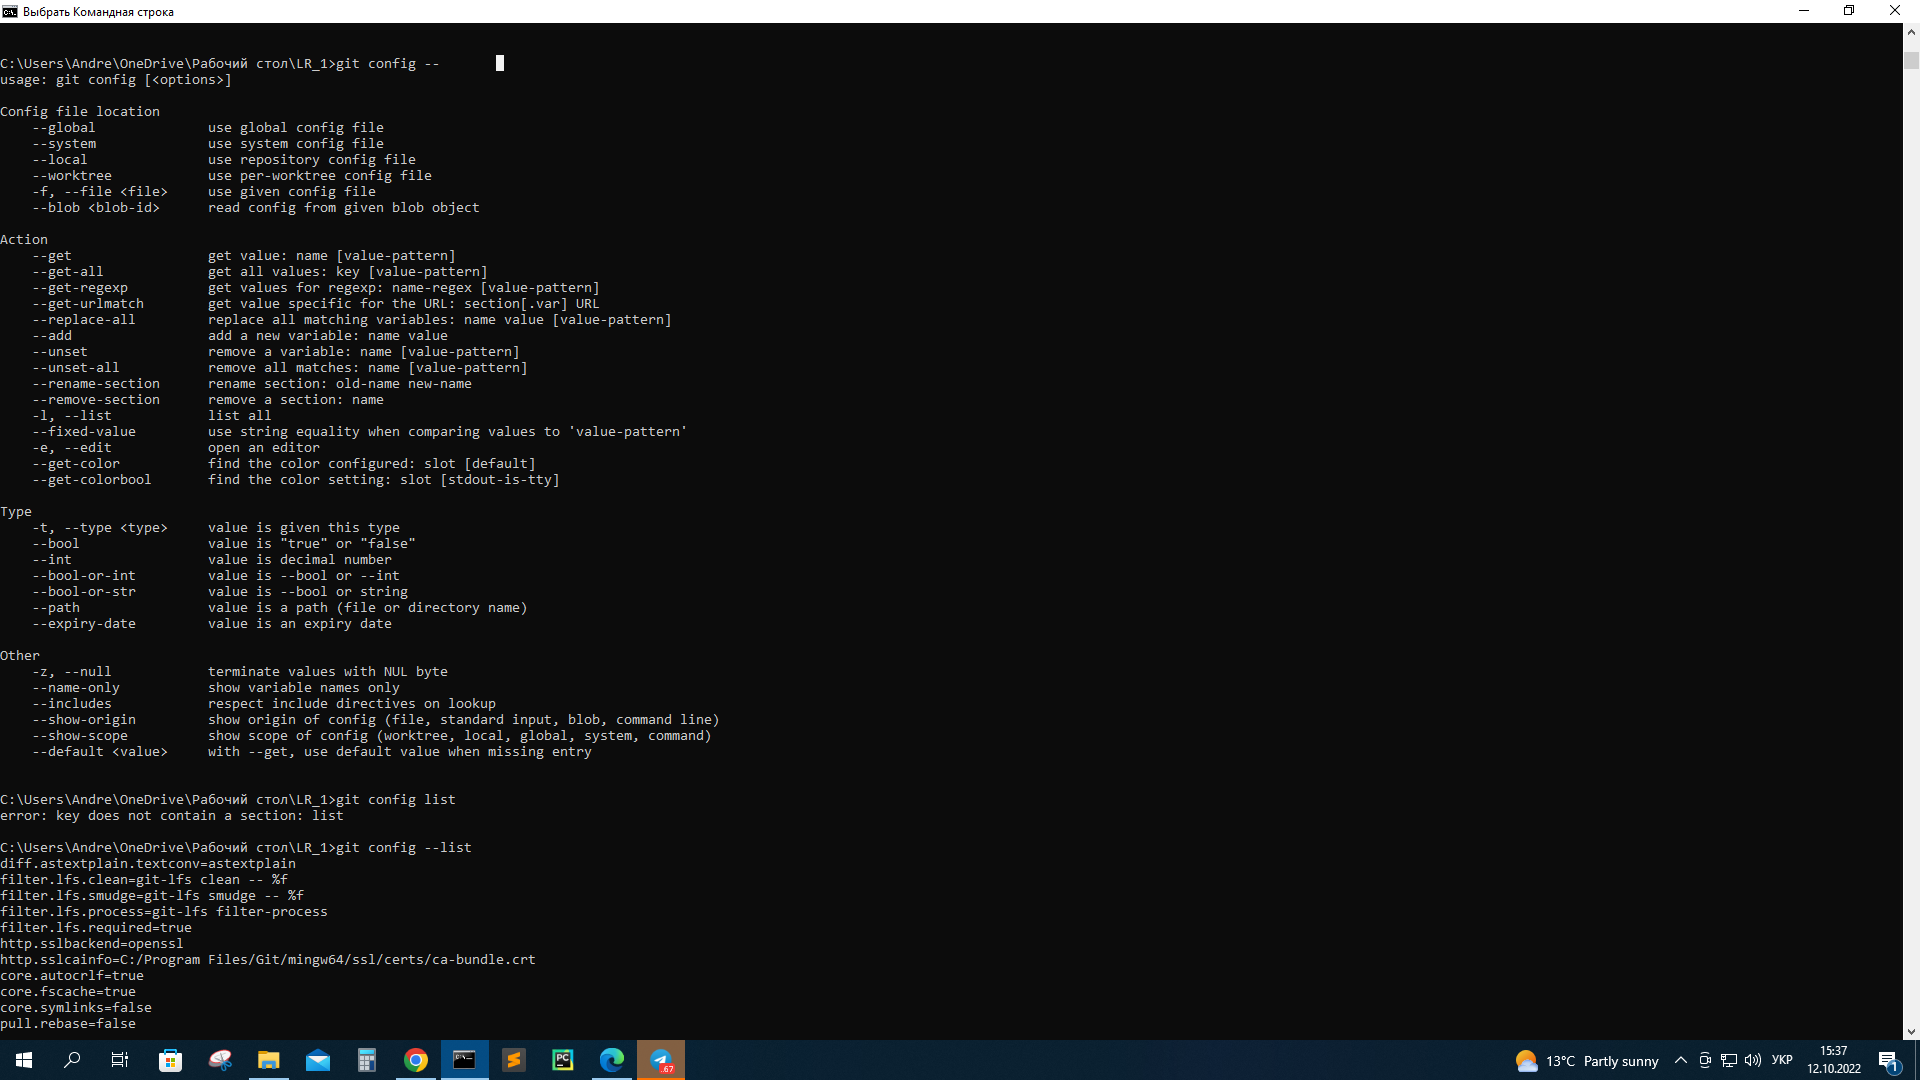 Выбрать Командная строка
C:\Users\Andre\OneDrive\Рабочий стол\LR_1>git config --
usage: git config [<options>]
Config file location
--global use global config file
--system use system config file
--local use repository config file
--worktree use per-worktree config file
-f, --file <file> use given config file
--blob <blob-id> read config from given blob object
Action
--get get value: name [value-pattern]
--get-all get all values: key [value-pattern]
--get-regexp get values for regexp: name-regex [value-pattern]
--get-urlmatch get value specific for the URL: section[.var] URL
--replace-all replace all matching variables: name value [value-pattern]
--add add a new variable: name value
--unset remove a variable: name [value-pattern]
--unset-all remove all matches: name [value-pattern]
--rename-section rename section: old-name new-name
--remove-section remove a section: name
-l, --list list all
--fixed-value use string equality when comparing values to 'value-pattern'
-e, --edit open an editor
--get-color find the color configured: slot [default]
--get-colorbool find the color setting: slot [stdout-is-tty]
Type
-t, --type <type> value is given this type
--bool value is "true" or "false"
--int value is decimal number
--bool-or-int value is --bool or --int
--bool-or-str value is --bool or string
--path value is a path (file or directory name)
--expiry-date value is an expiry date
Other
-z, --null terminate values with NUL byte
--name-only show variable names only
--includes respect include directives on lookup
--show-origin show origin of config (file, standard input, blob, command line)
--show-scope show scope of config (worktree, local, global, system, command)
--default <value> with --get, use default value when missing entry
C:\Users\Andre\OneDrive\Рабочий стол\LR_1>git config list
error: key does not contain a section: list
C:\Users\Andre\OneDrive\Рабочий стол\LR_1>git config --list
diff.astextplain.textconv=astextplain
filter.lfs.clean=git-lfs clean -- %f
filter.lfs.smudge=git-lfs smudge -- %f
filter.lfs.process=git-lfs filter-process
filter.lfs.required=true
http.sslbackend=openssl
http.sslcainfo=C:/Program Files/Git/mingw64/ssl/certs/ca-bundle.crt
core.autocrlf=true
core.fscache=true
core.symlinks=false
pull.rebase=false
PC
.67
13°C Partly sunny
УКР
15:37
12.10.2022
1